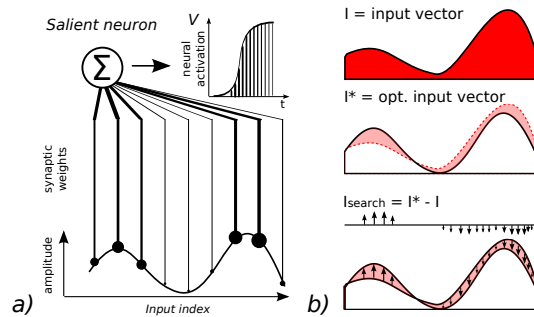 Salient neuron
Σ
V
neural
activation
t
synaptic
weights
amplitude
Input index
a)
I = input vector
I* = opt. input vector
Isearch = I* - I
b)